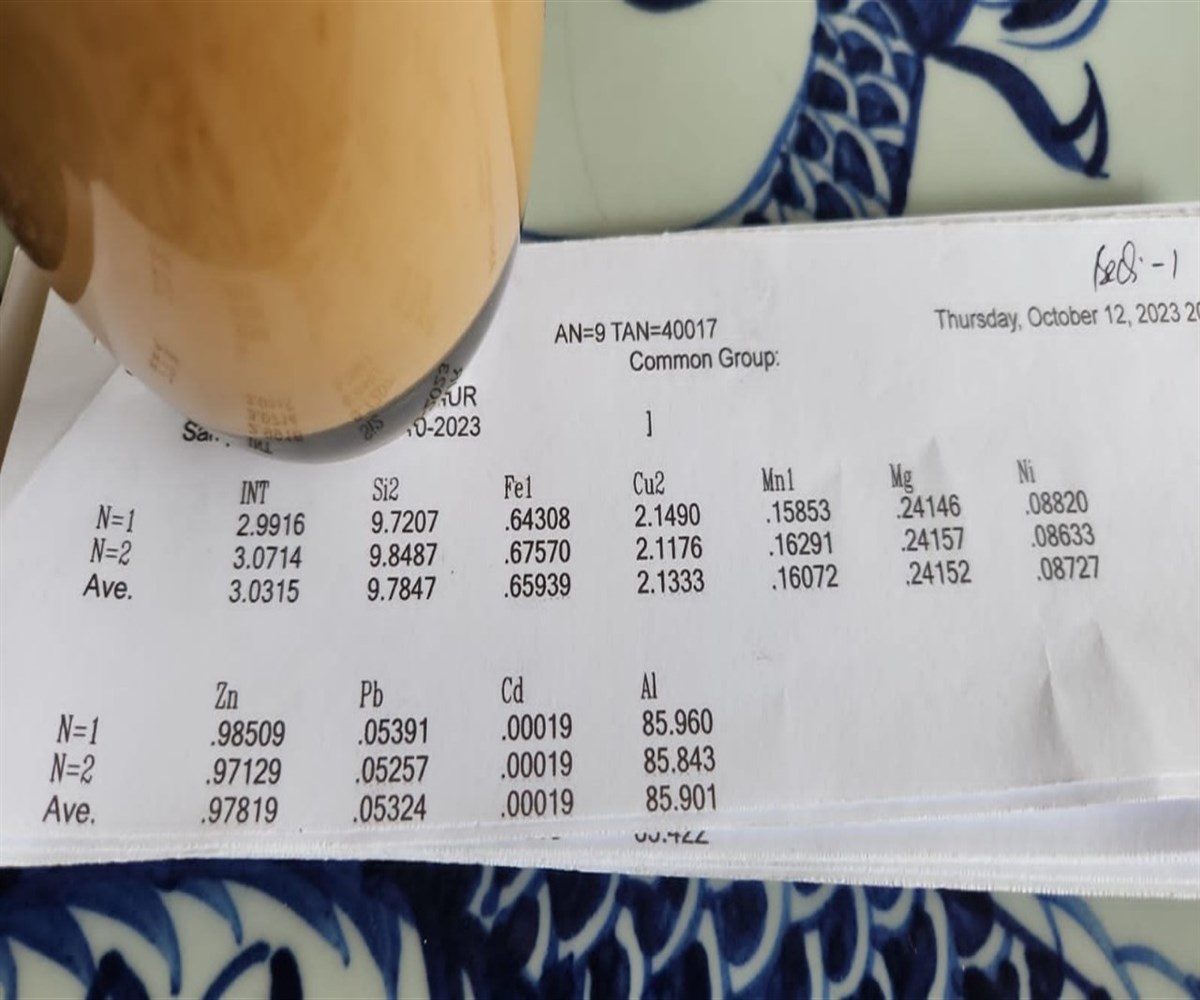 AN=9 TAN=40017
Thursday, October 12, 2023
Common Group:
0-2023 ]
INT Si2 Fe1 Cu2 Mn1 Mg Ni
N=1 2.9916 9.7207 .64308 2.1490 .15853 .24146 .08820
N=2 3.0714 9.8487 .67570 2.1176 .16291 .24157 .08633
Ave. 3.0315 9.7847 .65939 2.1333 .16072 .24152 .08727
Zn Pb Cd Al
N=1 .98509 .05391 .00019 85.960
N=2 .97129 .05257 .00019 85.843
Ave. .97819 .05324 .00019 85.901